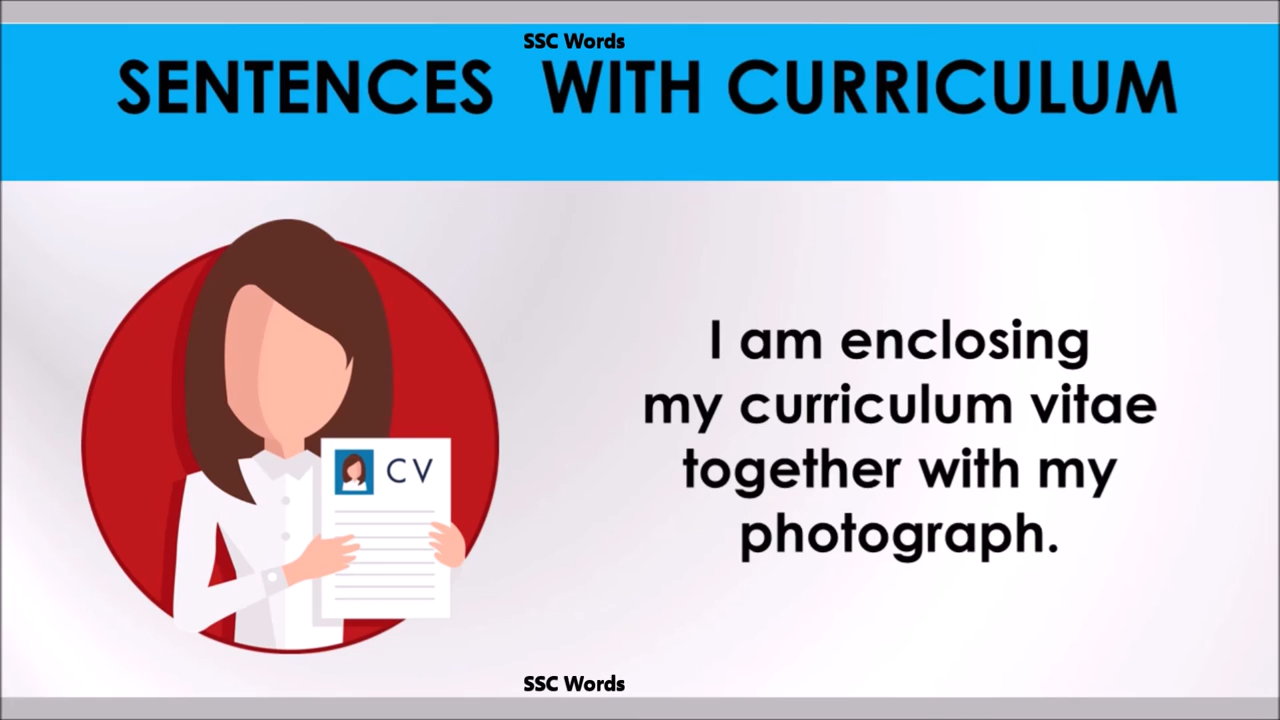 SSC Words
SENTENCES WITH CURRICULUM
I am enclosing
my curriculum vitae
together with my
photograph.
CV
SSC Words